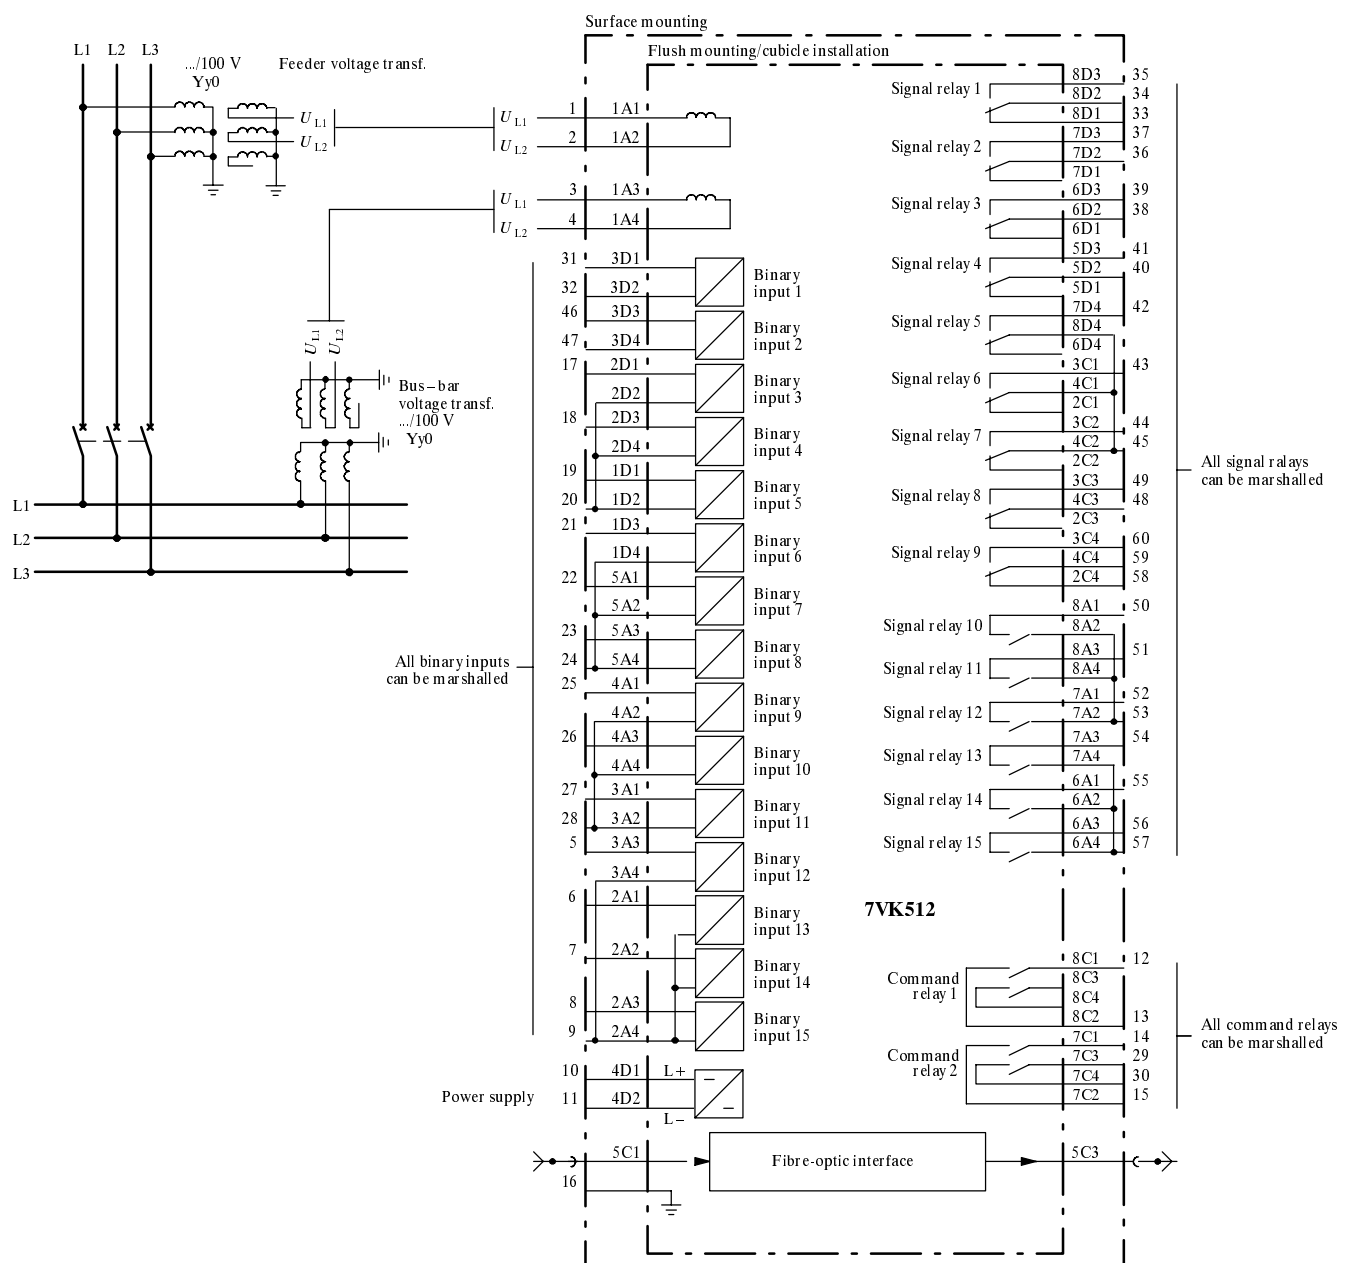 Surface mounting
Flush mounting/cubicle installation
L1 L2 L3
.../100 V
Yy0
Feeder voltage transf.
U L1
U L2
U L1
U L2
1 1A1
2 1A2
U L1
U L2
3 1A3
4 1A4
U L1
U L2
Bus–bar
voltage transf.
.../100 V
Yy0
L1
L2
L3
All binary inputs
can be marshalled
31 3D1
32 3D2
Binary
input 1
46 3D3
47 3D4
Binary
input 2
17 2D1
2D2
Binary
input 3
18 2D3
2D4
Binary
input 4
19 1D1
20 1D2
Binary
input 5
21 1D3
1D4
Binary
input 6
22 5A1
5A2
Binary
input 7
23 5A3
24 5A4
Binary
input 8
25 4A1
4A2
Binary
input 9
26 4A3
4A4
Binary
input 10
27 3A1
28 3A2
Binary
input 11
5 3A3
3A4
Binary
input 12
6 2A1
Binary
input 13
7 2A2
Binary
input 14
8 2A3
9 2A4
Binary
input 15
Power supply
10 4D1 L+
11 4D2
L–
5C1
16
Fibre-optic interface
5C3
7VK512
Signal relay 1
8D3 35
8D2 34
8D1 33
Signal relay 2
7D3 37
7D2 36
7D1
Signal relay 3
6D3 39
6D2 38
6D1
Signal relay 4
5D3 41
5D2 40
5D1
Signal relay 5
7D4 42
8D4
6D4
Signal relay 6
3C1 43
4C1
2C1
Signal relay 7
3C2 44
4C2 45
2C2
Signal relay 8
3C3 49
4C3 48
2C3
Signal relay 9
3C4 60
4C4 59
2C4 58
Signal relay 10
8A1 50
8A2
Signal relay 11
8A3 51
8A4
Signal relay 12
7A1 52
7A2 53
Signal relay 13
7A3 54
7A4
Signal relay 14
6A1 55
6A2
Signal relay 15
6A3 56
6A4 57
All signal ralays
can be marshalled
Command
relay 1
8C1 12
8C3
8C4
8C2 13
Command
relay 2
7C1 14
7C3 29
7C4 30
7C2 15
All command relays
can be marshalled